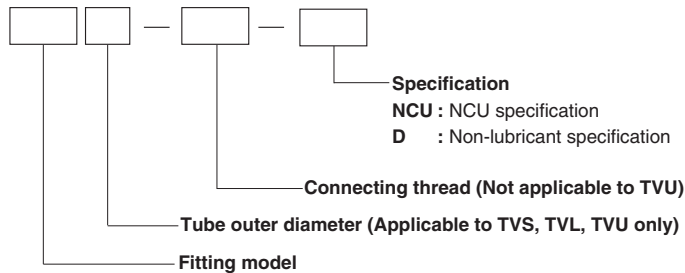 Specification
NCU : NCU specification
D : Non-lubricant specification
Connecting thread (Not applicable to TVU)
Tube outer diameter (Applicable to TVS, TVL, TVU only)
Fitting model